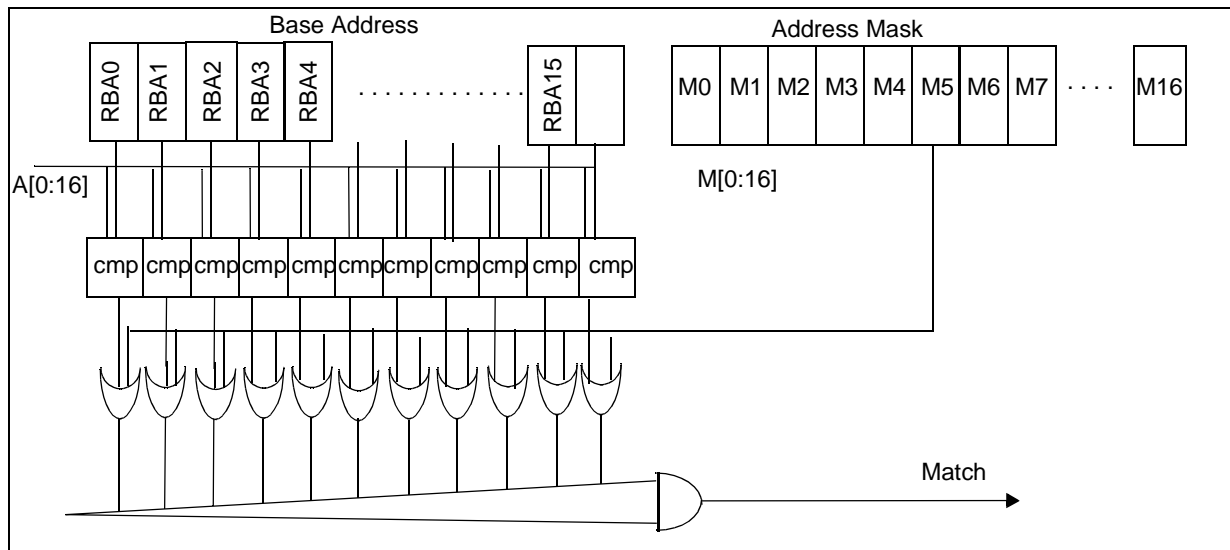 Base Address
Address Mask
RBA0 RBA1 RBA2 RBA3 RBA4 . . . . . . . . . . . . . RBA15
M0 M1 M2 M3 M4 M5 M6 M7 . . . . M16
A[0:16]
M[0:16]
cmp cmp cmp cmp cmp cmp cmp cmp cmp cmp cmp
Match